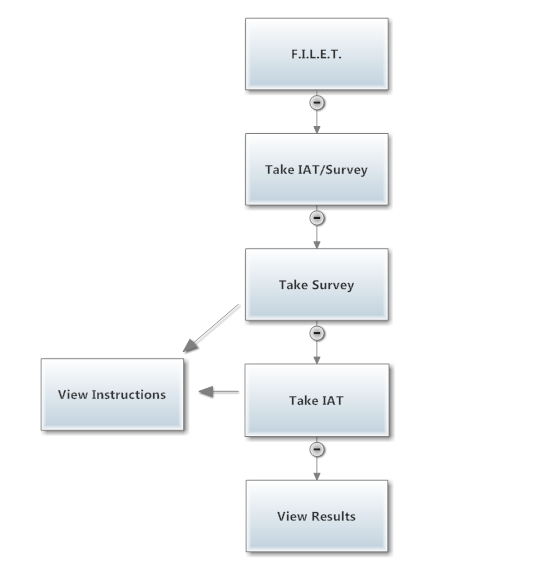 F.I.L.E.T.
Take IAT/Survey
Take Survey
View Instructions
Take IAT
View Results